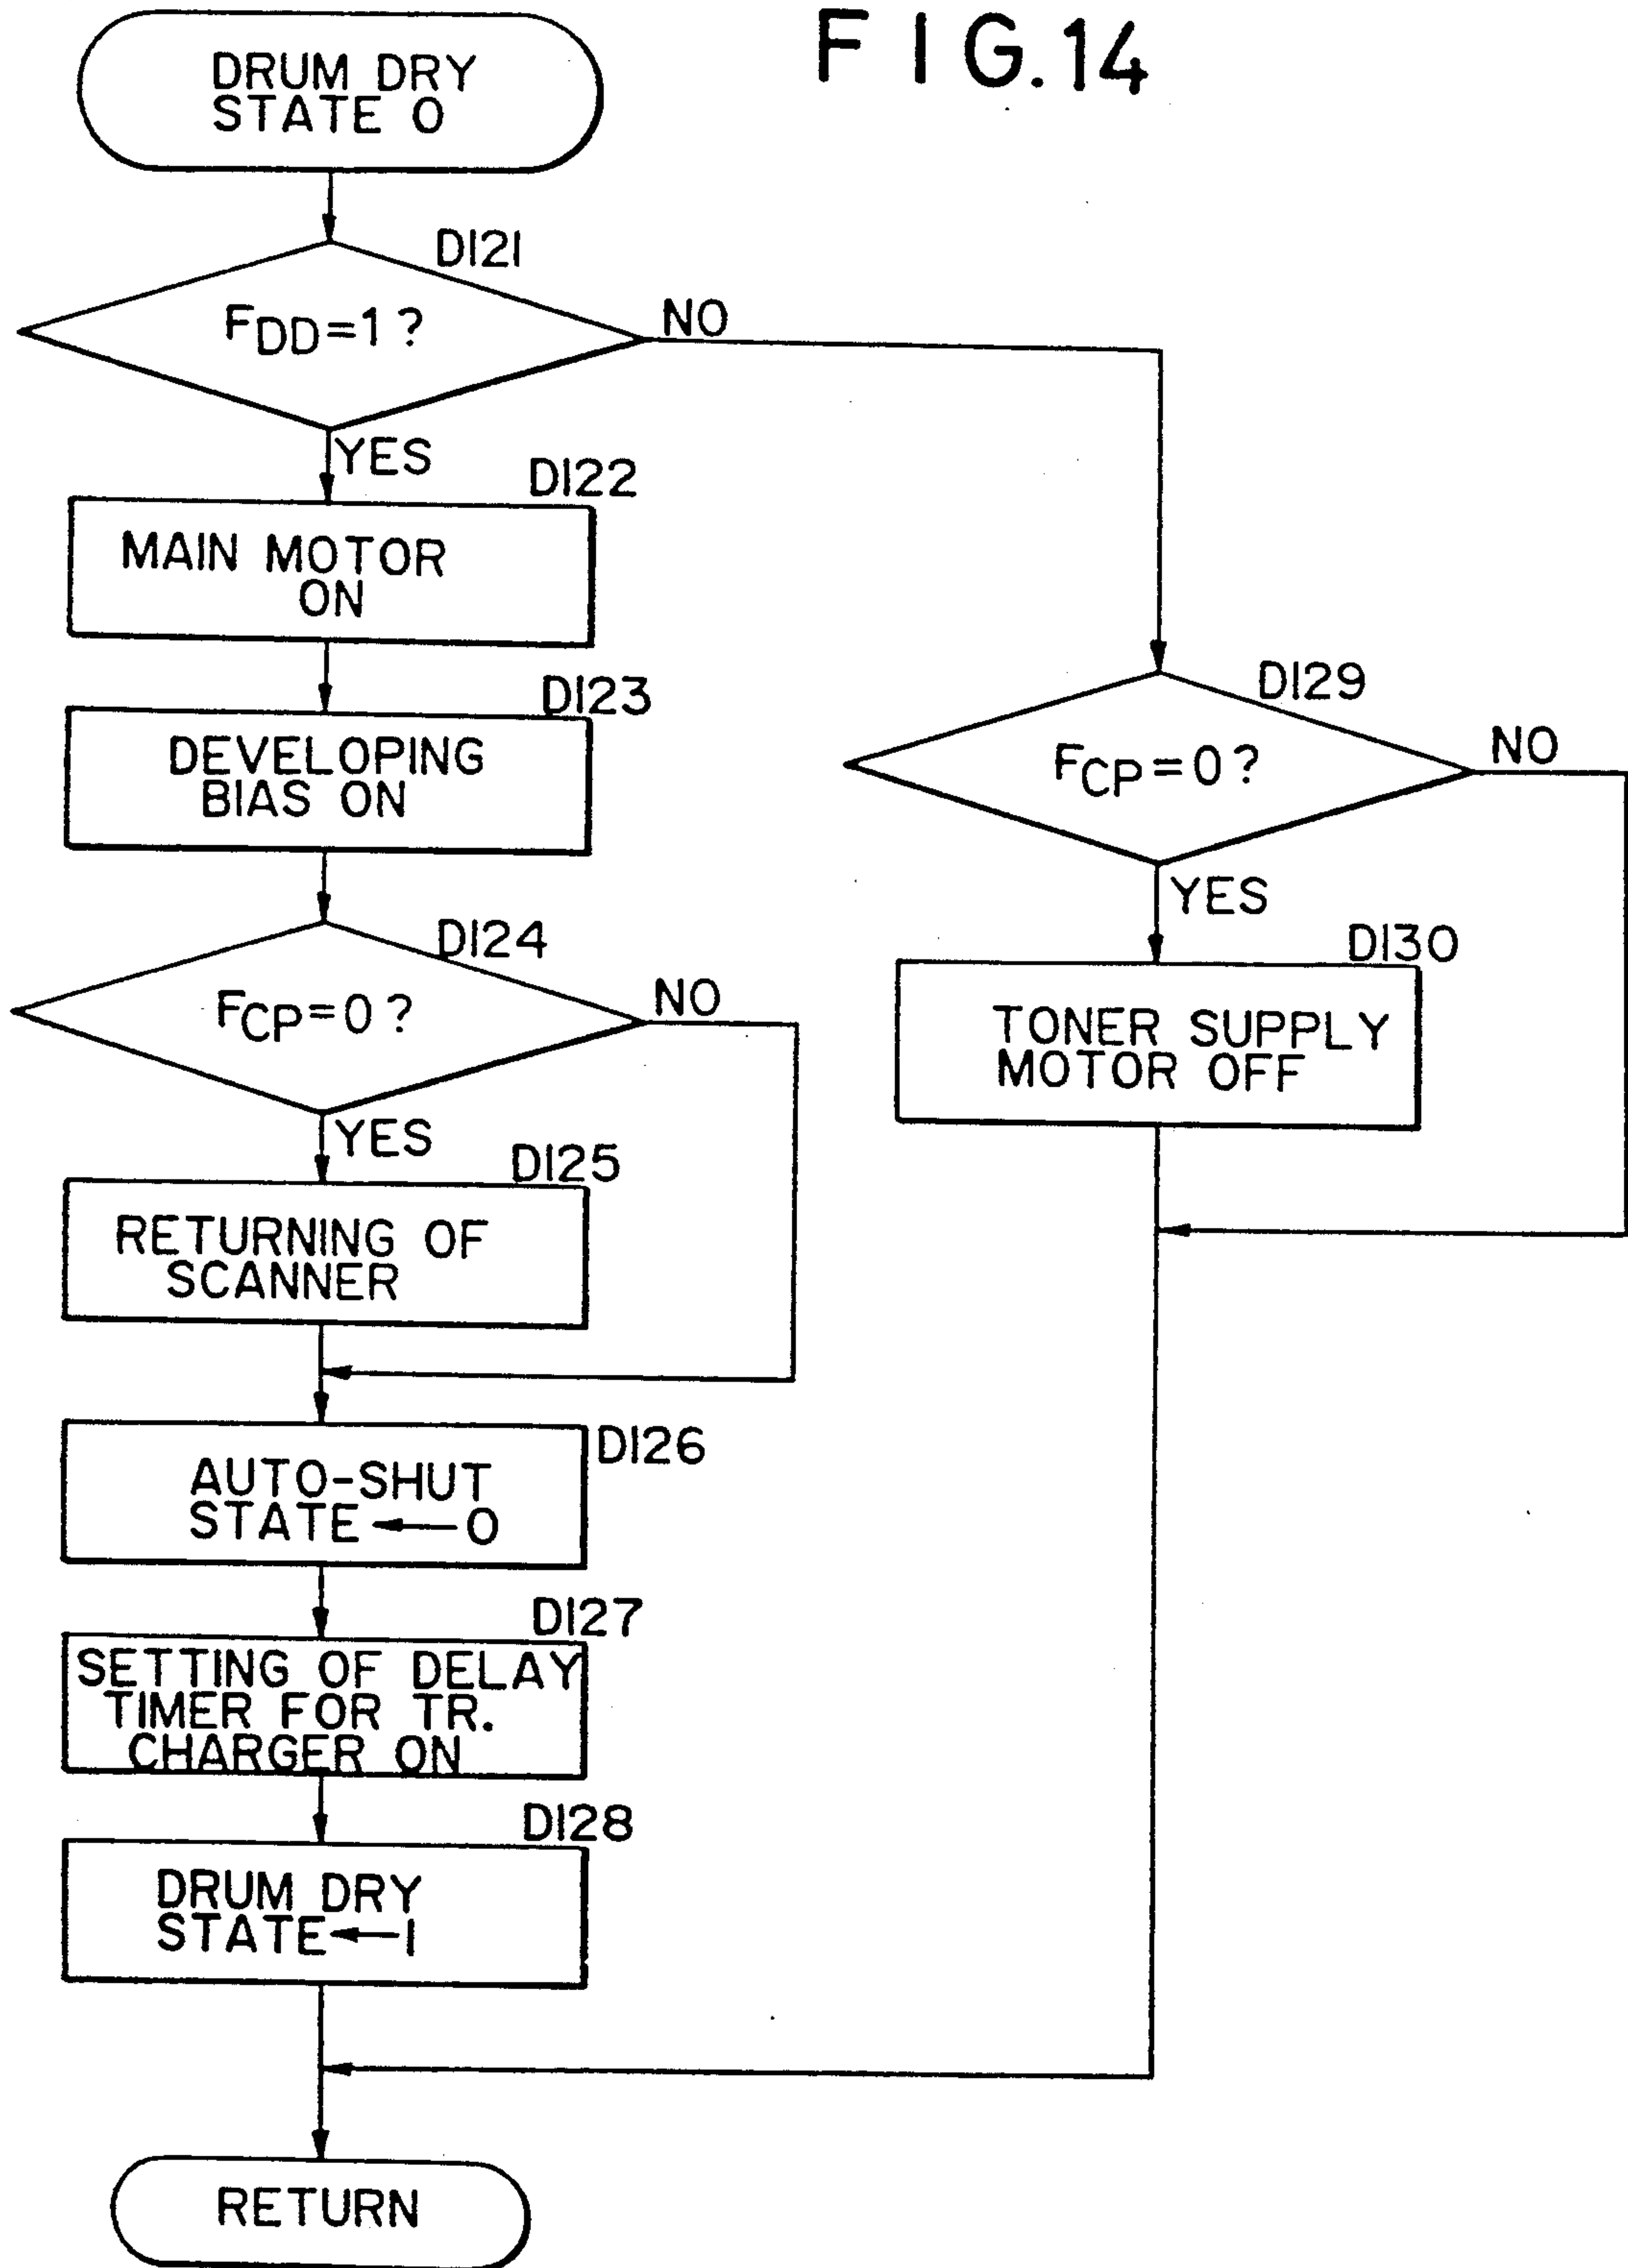 FIG.14
DRUM DRY
STATE 0
D121
FDD=1?
NO
YES
D122
MAIN MOTOR
ON
D123
DEVELOPING
BIAS ON
D124
FCP=0?
NO
YES
D125
RETURNING OF
SCANNER
D126
AUTO-SHUT
STATE←0
D127
SETTING OF DELAY
TIMER FOR TR.
CHARGER ON
D128
DRUM DRY
STATE←1
D129
FCP=0?
NO
YES
D130
TONER SUPPLY
MOTOR OFF
RETURN